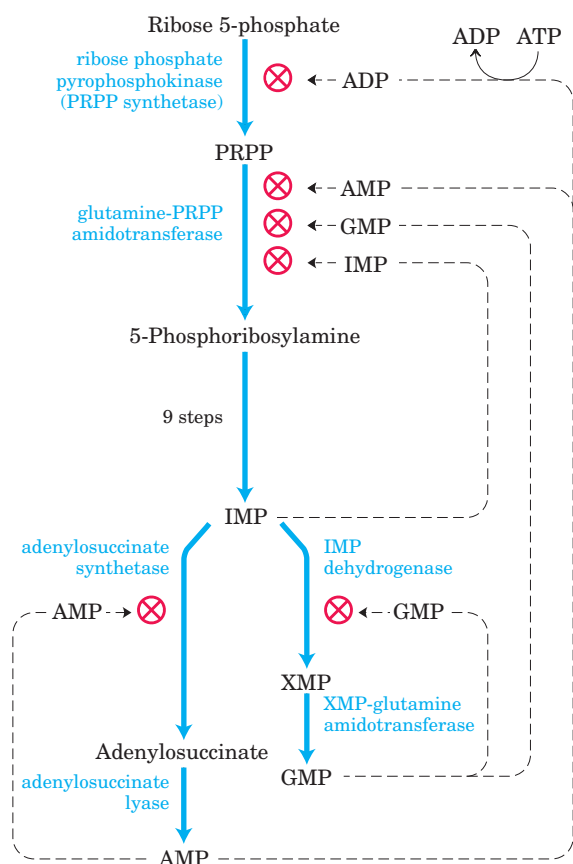 Ribose 5-phosphate
ADP ATP
ribose phosphate
pyrophosphokinase
(PRPP synthetase)
ADP
PRPP
AMP
glutamine-PRPP
amidotransferase
GMP
IMP
5-Phosphoribosylamine
9 steps
IMP
adenylosuccinate
synthetase
IMP
dehydrogenase
AMP
GMP
XMP
XMP-glutamine
amidotransferase
Adenylosuccinate
GMP
adenylosuccinate
lyase
AMP